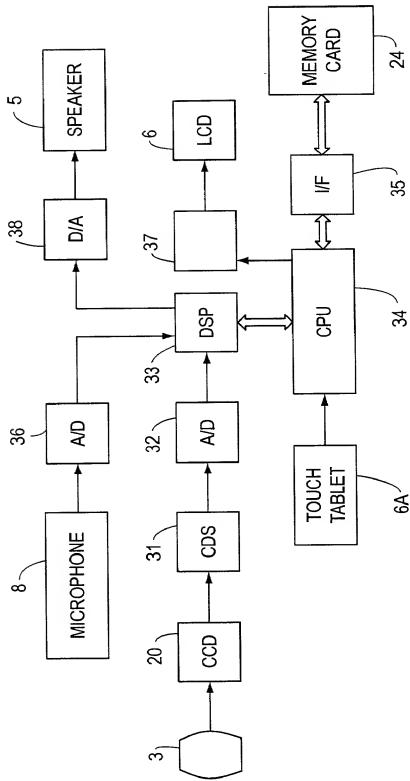 8
MICROPHONE
36
A/D
38
D/A
5
SPEAKER
3
20
CCD
31
CDS
32
A/D
33
DSP
37
6
LCD
TOUCH
TABLET
6A
CPU
34
I/F
35
MEMORY
CARD
24